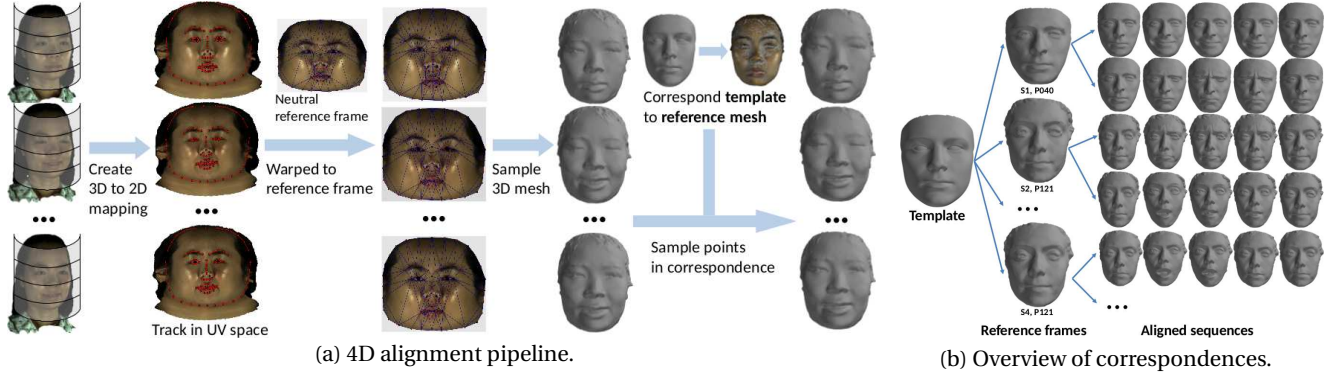 Create
3D to 2D
mapping
...
Track in UV space
Neutral
reference frame
Warped to
reference frame
...
Sample
3D mesh
...
Correspond template
to reference mesh
Sample points
in correspondence
...
(a) 4D alignment pipeline.
Template
S1, P040
S2, P121
...
S4, P121
Reference frames
...
Aligned sequences
(b) Overview of correspondences.